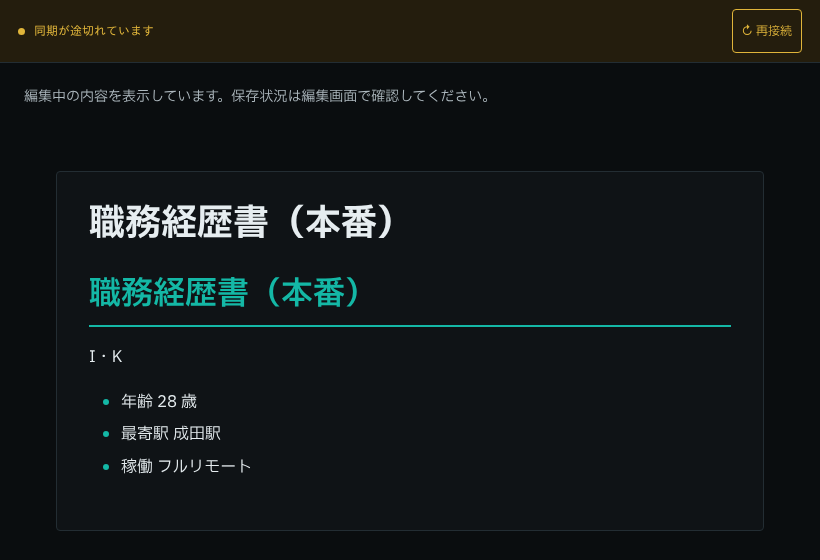 同期が途切れています
再接続
編集中の内容を表示しています。保存状況は編集画面で確認してください。
職務経歴書（本番）
職務経歴書（本番）
I・K
年齢 28 歳
最寄駅 成田駅
稼働 フルリモート